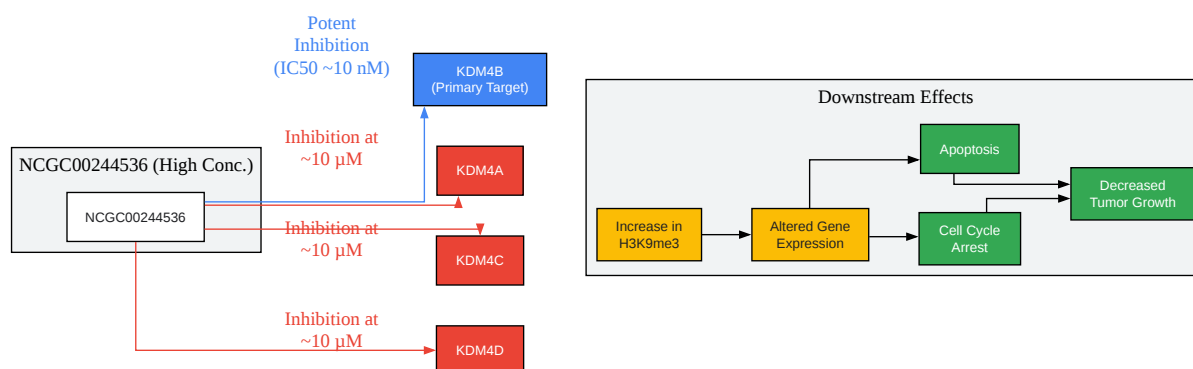 Potent
Inhibition
(IC50 ~10 nM)
KDM4B
(Primary Target)
Inhibition at
~10 µM
KDM4A
NCGC00244536 (High Conc.)
NCGC00244536
Inhibition at
~10 µM
KDM4C
Inhibition at
~10 µM
KDM4D
Downstream Effects
Increase in
H3K9me3
Altered Gene
Expression
Apoptosis
Cell Cycle
Arrest
Decreased
Tumor Growth